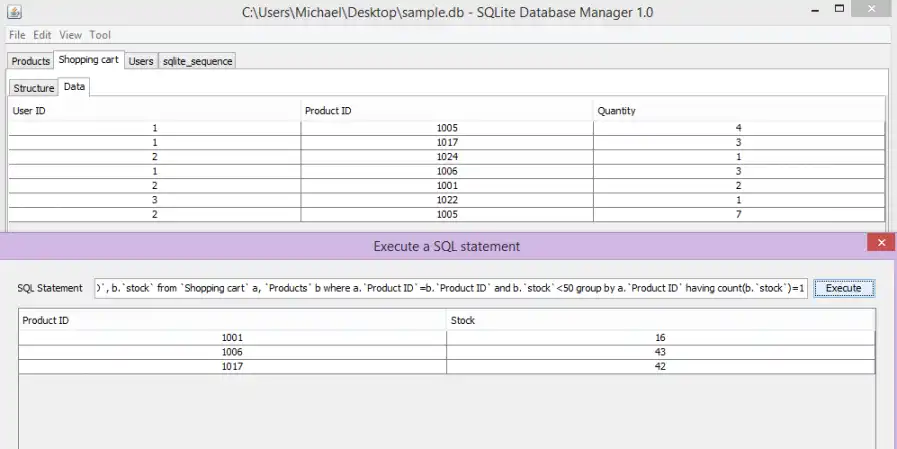 C:\Users\Michael\Desktop\sample.db - SQLite Database Manager 1.0
File Edit View Tool
Products Shopping cart Users sqlite_sequence
Structure Data
User ID Product ID Quantity
1 1005 4
1 1017 3
2 1024 1
1 1006 3
2 1001 2
3 1022 1
2 1005 7
Execute a SQL statement
SQL Statement )`, b.`stock` from `Shopping cart` a, `Products` b where a.`Product ID`=b.`Product ID` and b.`stock`<50 group by a.`Product ID` having count(b.`stock`)=1 Execute
Product ID Stock
1001 16
1006 43
1017 42